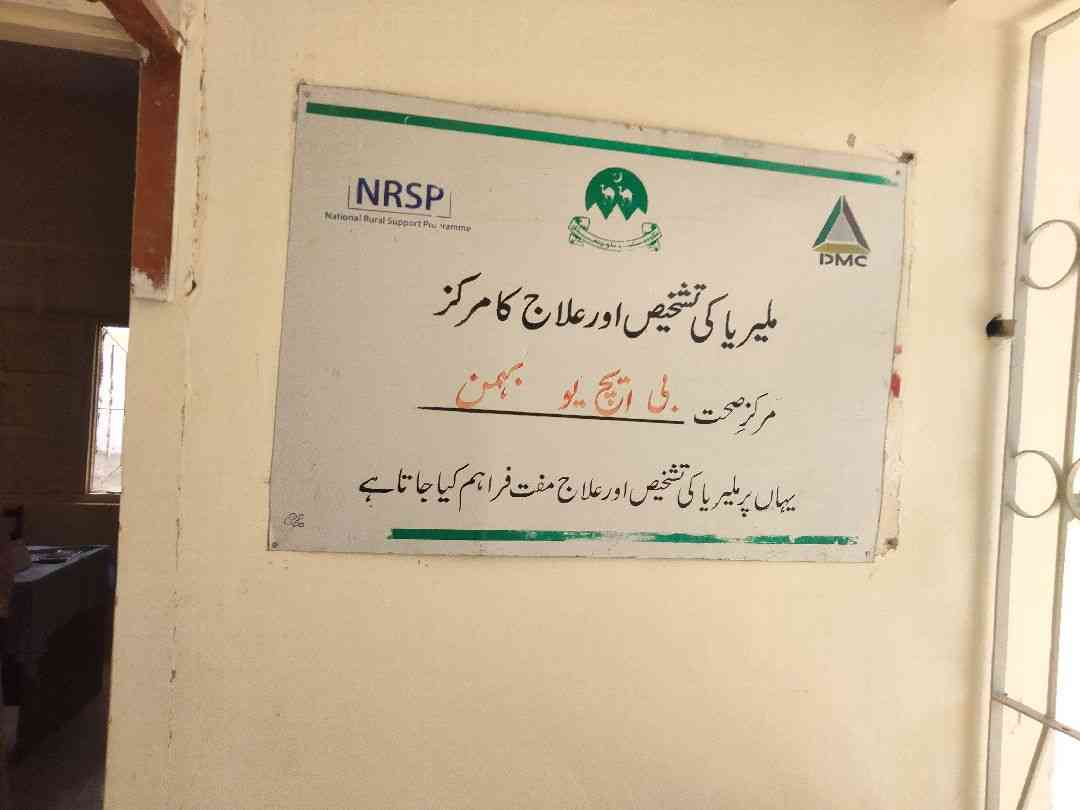 NRSP
National Rural Support Programme
DMC
ملیریا کی تشخیص اور علاج کا مرکز
مرکزِ صحت بی ایچ یو بہمن
یہاں پر ملیریا کی تشخیص اور علاج مفت فراہم کیا جاتا ہے